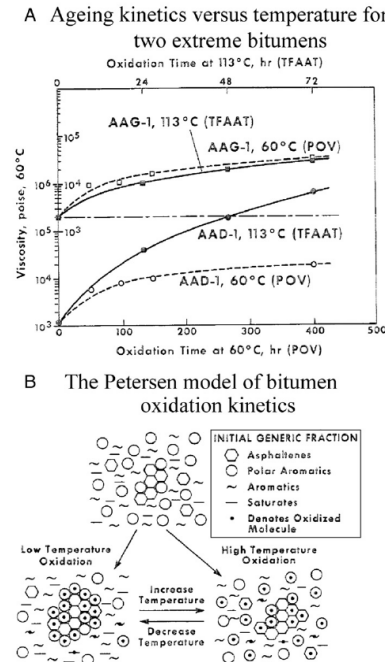 A Ageing kinetics versus temperature for
two extreme bitumens
Oxidation Time at 113°C, hr (TFAAT)
0 24 48 72
Viscosity, poise, 60°C
10⁵
10⁶ 10⁴
10⁵ 10³
10⁴
10³
AAG-1, 113°C (TFAAT)
AAG-1, 60°C (POV)
AAD-1, 113°C (TFAAT)
AAD-1, 60°C (POV)
0 100 200 300 400 500
Oxidation Time at 60°C, hr (POV)
B The Petersen model of bitumen
oxidation kinetics
INITIAL GENERIC FRACTION
Asphaltenes
Polar Aromatics
Aromatics
Saturates
Denotes Oxidized
Molecule
Low Temperature
Oxidation
High Temperature
Oxidation
Increase
Temperature
Decrease
Temperature